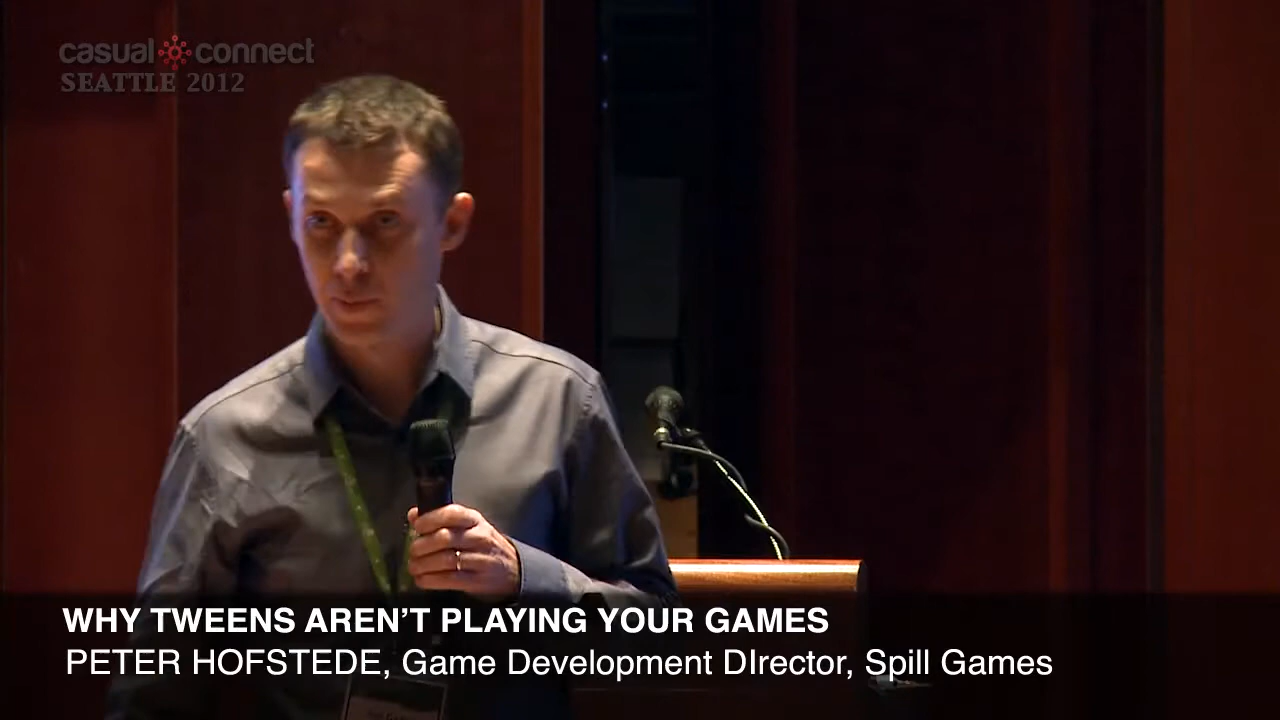 casual connect
SEATTLE 2012
WHY TWEENS AREN'T PLAYING YOUR GAMES
PETER HOFSTEDE, Game Development DIrector, Spill Games